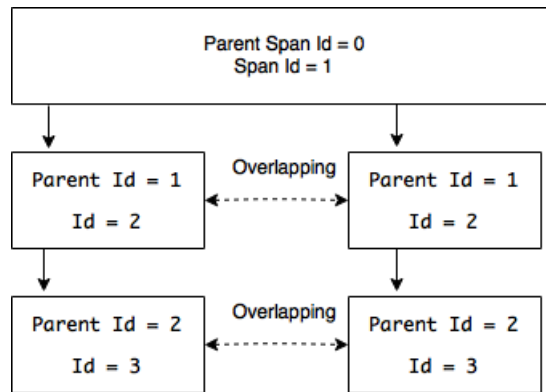 Parent Span Id = 0
Span Id = 1
Overlapping
Parent Id = 1
Id = 2
Parent Id = 1
Id = 2
Overlapping
Parent Id = 2
Id = 3
Parent Id = 2
Id = 3